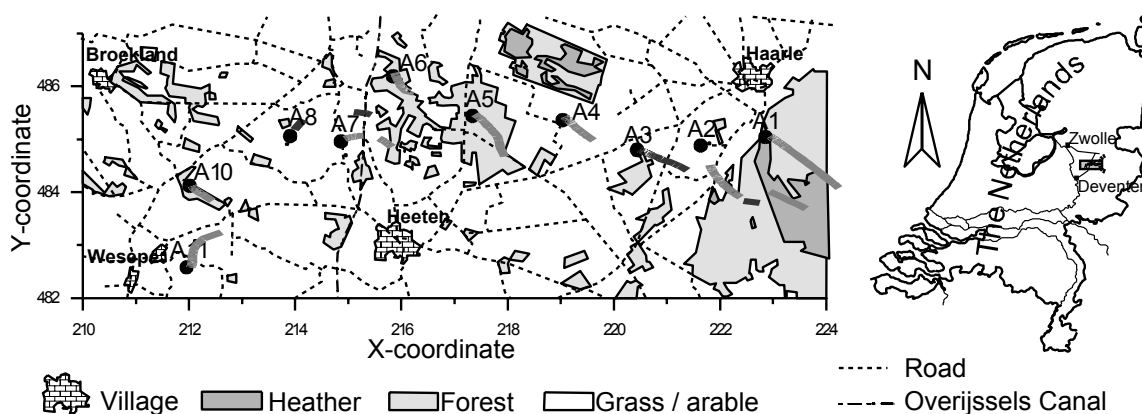 Broekland
A6
Haarle
N
The Netherlands
486
A5
A8
A7
A4
A3
A2
A1
Zwolle
Deventer
Y-coordinate
484
A10
Heeten
Wesepe
482
210
212
214
216
218
220
222
224
X-coordinate
Village
Heather
Forest
Grass / arable
Road
Overijssels Canal